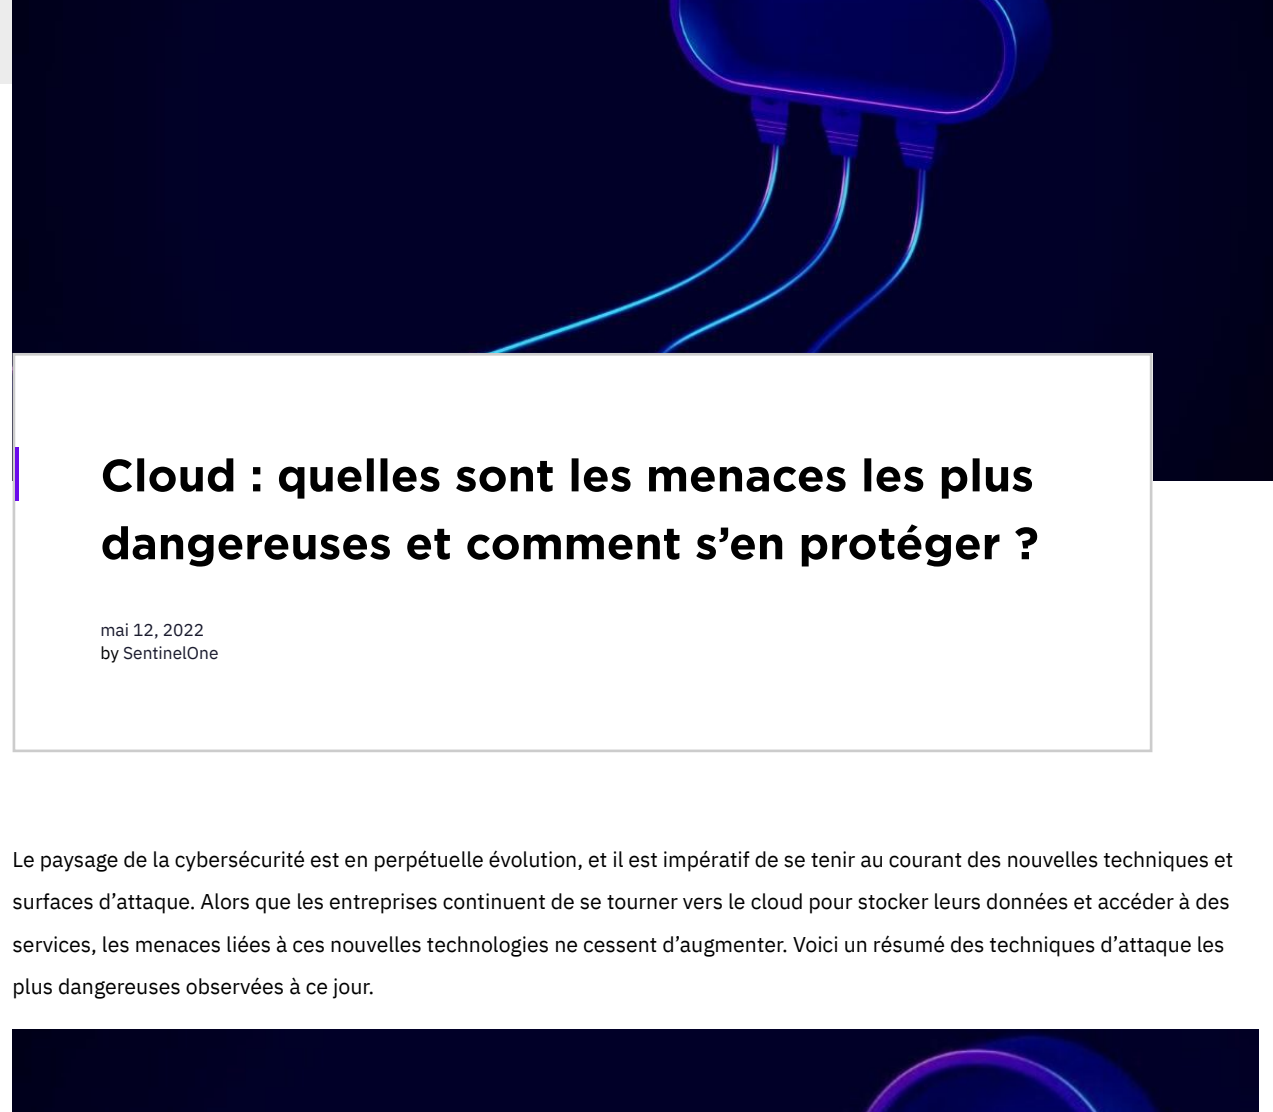 Cloud : quelles sont les menaces les plus
dangereuses et comment s’en protéger ?
mai 12, 2022
by SentinelOne
Le paysage de la cybersécurité est en perpétuelle évolution, et il est impératif de se tenir au courant des nouvelles techniques et
surfaces d’attaque. Alors que les entreprises continuent de se tourner vers le cloud pour stocker leurs données et accéder à des
services, les menaces liées à ces nouvelles technologies ne cessent d’augmenter. Voici un résumé des techniques d’attaque les
plus dangereuses observées à ce jour.